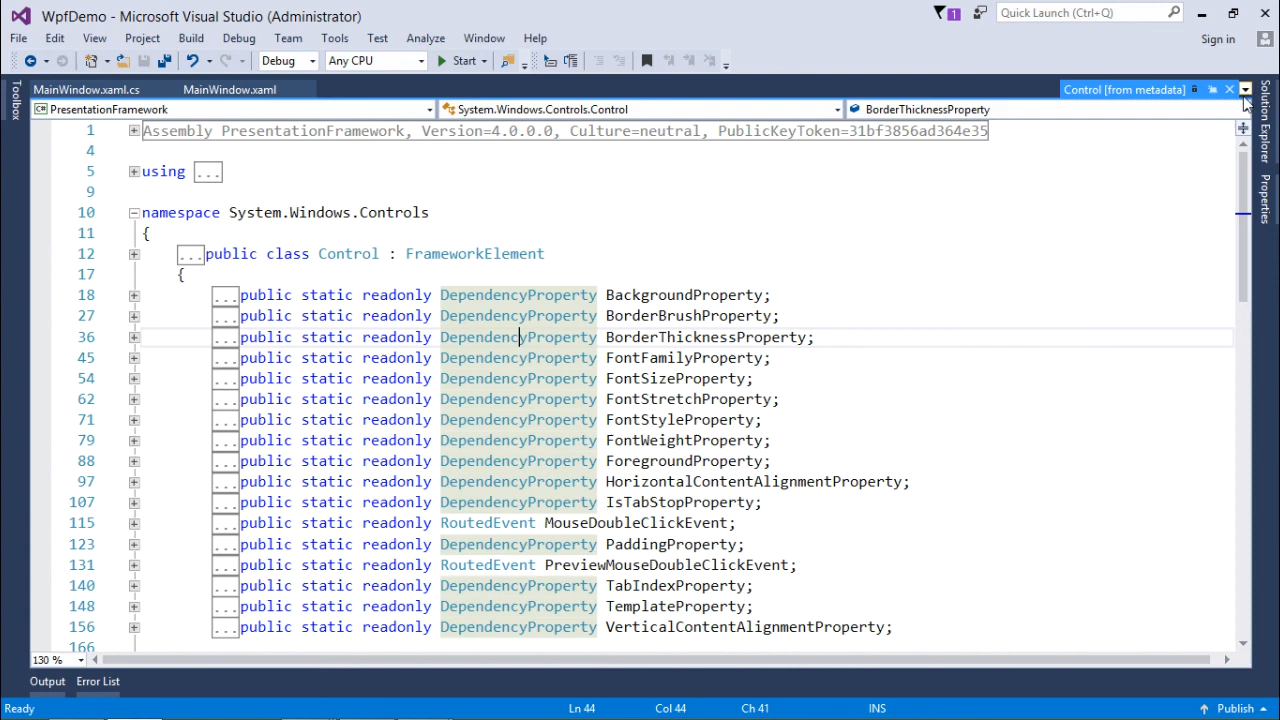 WpfDemo - Microsoft Visual Studio (Administrator)
1
Quick Launch (Ctrl+Q)
File Edit View Project Build Debug Team Tools Test Analyze Window Help
Sign in
Debug Any CPU Start
Toolbox
MainWindow.xaml.cs MainWindow.xaml Control [from metadata]
PresentationFramework System.Windows.Controls.Control BorderThicknessProperty
Solution Explorer
Properties
1 Assembly PresentationFramework, Version=4.0.0.0, Culture=neutral, PublicKeyToken=31bf3856ad364e35
4
5 using ...
9
10 namespace System.Windows.Controls
11 {
12 ...public class Control : FrameworkElement
17 {
18 ...public static readonly DependencyProperty BackgroundProperty;
27 ...public static readonly DependencyProperty BorderBrushProperty;
36 ...public static readonly DependencyProperty BorderThicknessProperty;
45 ...public static readonly DependencyProperty FontFamilyProperty;
54 ...public static readonly DependencyProperty FontSizeProperty;
62 ...public static readonly DependencyProperty FontStretchProperty;
71 ...public static readonly DependencyProperty FontStyleProperty;
79 ...public static readonly DependencyProperty FontWeightProperty;
88 ...public static readonly DependencyProperty ForegroundProperty;
97 ...public static readonly DependencyProperty HorizontalContentAlignmentProperty;
107 ...public static readonly DependencyProperty IsTabStopProperty;
115 ...public static readonly RoutedEvent MouseDoubleClickEvent;
123 ...public static readonly DependencyProperty PaddingProperty;
131 ...public static readonly RoutedEvent PreviewMouseDoubleClickEvent;
140 ...public static readonly DependencyProperty TabIndexProperty;
148 ...public static readonly DependencyProperty TemplateProperty;
156 ...public static readonly DependencyProperty VerticalContentAlignmentProperty;
166
130 %
Output Error List
Ready Ln 44 Col 44 Ch 41 INS Publish